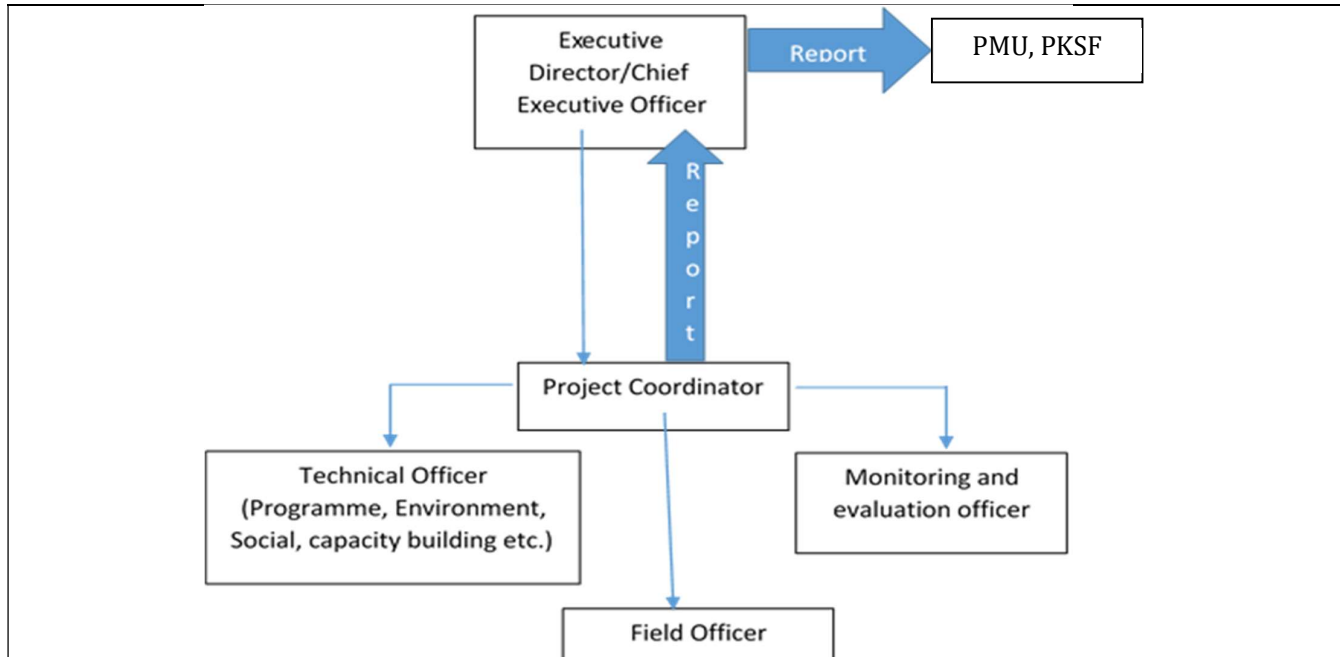 Executive
Director/Chief
Executive Officer
Report
PMU, PKSF
Report
Project Coordinator
Technical Officer
(Programme, Environment,
Social, capacity building etc.)
Monitoring and
evaluation officer
Field Officer